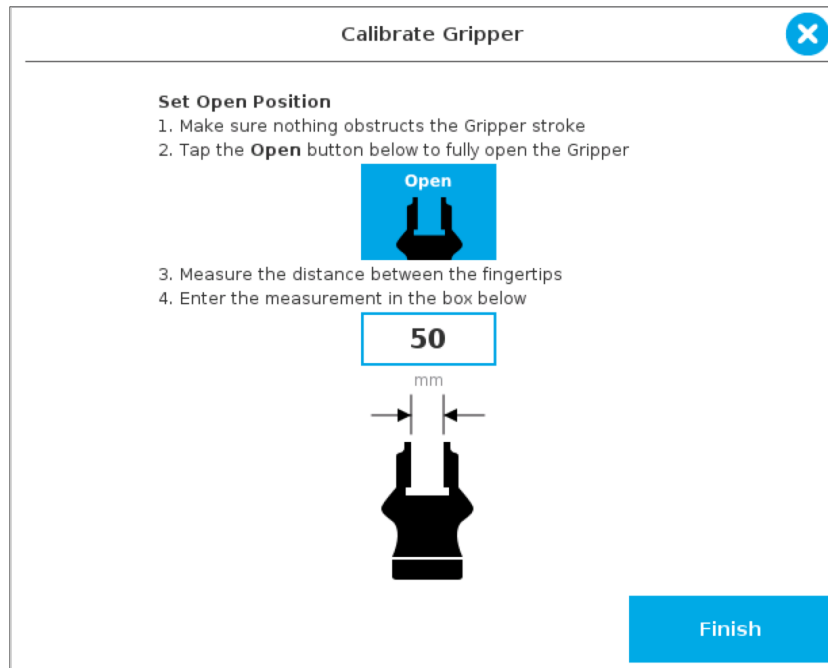 Calibrate Gripper
Set Open Position
1. Make sure nothing obstructs the Gripper stroke
2. Tap the Open button below to fully open the Gripper
Open
3. Measure the distance between the fingertips
4. Enter the measurement in the box below
50
mm
Finish